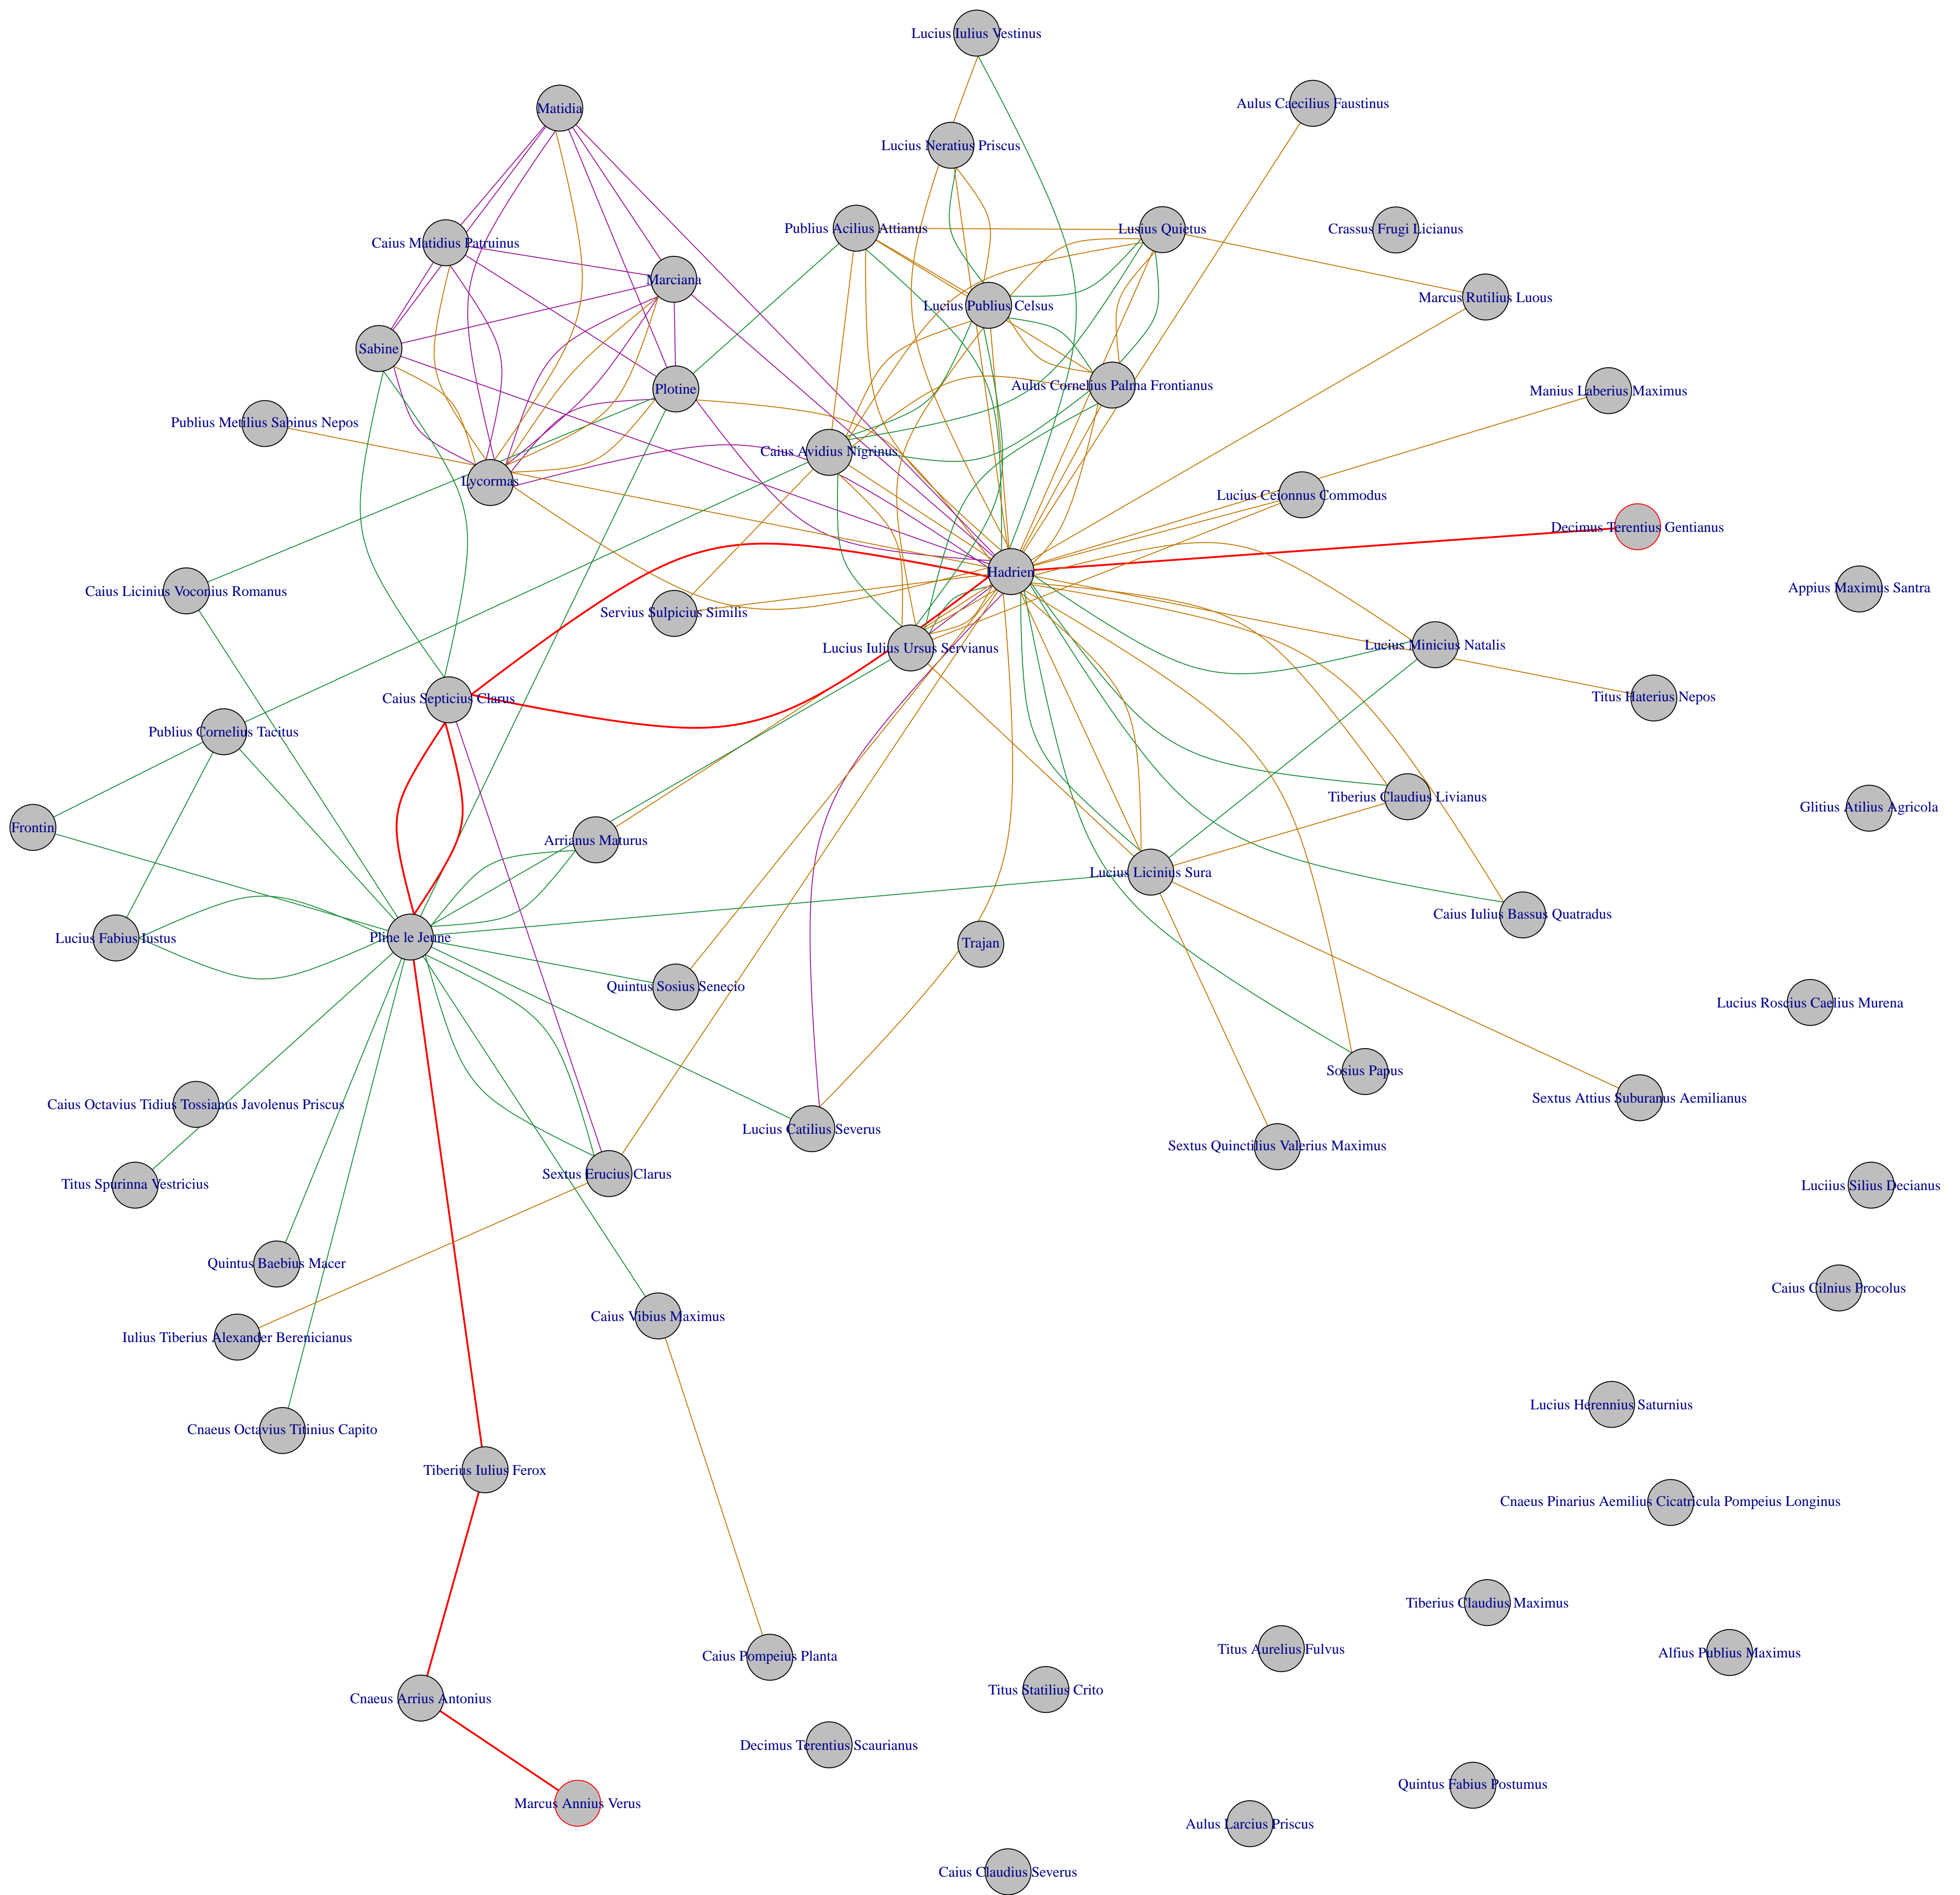 Lucius Iulius Vestinus
Matidia
Aulus Caecilius Faustinus
Lucius Neratius Priscus
Publius Acilius Attianus
Lusius Quietus
Crassus Frugi Licianus
Caius Matidius Patruinus
Marciana
Lucius Publius Celsus
Marcus Rutilius Luous
Sabine
Plotine
Aulus Cornelius Palma Frontianus
Manius Laberius Maximus
Publius Metilius Sabinus Nepos
Caius Avidius Nigrinus
Lycormas
Lucius Ceionnus Commodus
Decimus Terentius Gentianus
Hadrien
Caius Licinius Voconius Romanus
Appius Maximus Santra
Servius Sulpicius Similis
Lucius Iulius Ursus Servianus
Lucius Minicius Natalis
Caius Septicius Clarus
Titus Haterius Nepos
Publius Cornelius Tacitus
Tiberius Claudius Livianus
Glitius Atilius Agricola
Frontin
Arrianus Maturus
Lucius Licinius Sura
Caius Iulius Bassus Quatradus
Lucius Fabius Iustus
Pline le Jeune
Trajan
Quintus Sosius Senecio
Lucius Roscius Caelius Murena
Sosius Papus
Caius Octavius Tidius Tossianus Javolenus Priscus
Sextus Attius Suburanus Aemilianus
Lucius Catilius Severus
Sextus Quinctilius Valerius Maximus
Sextus Erucius Clarus
Titus Spurinna Vestricius
Luciius Silius Decianus
Quintus Baebius Macer
Caius Cilnius Procolus
Caius Vibius Maximus
Iulius Tiberius Alexander Berenicianus
Lucius Herennius Saturnius
Cnaeus Octavius Titinius Capito
Tiberius Iulius Ferox
Cnaeus Pinarius Aemilius Cicatricula Pompeius Longinus
Tiberius Claudius Maximus
Titus Aurelius Fulvus
Alfius Publius Maximus
Caius Pompeius Planta
Titus Statilius Crito
Cnaeus Arrius Antonius
Decimus Terentius Scaurianus
Quintus Fabius Postumus
Marcus Annius Verus
Aulus Larcius Priscus
Caius Claudius Severus